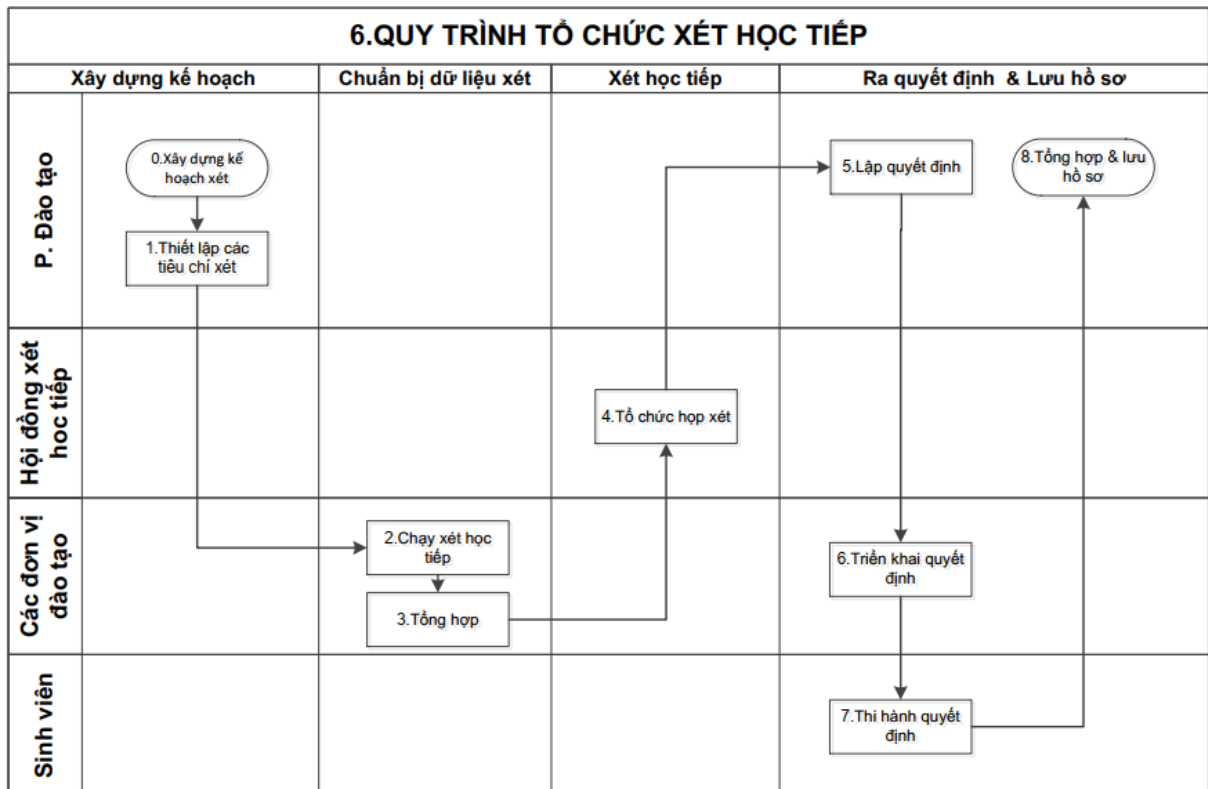 6.QUY TRÌNH TỔ CHỨC XÉT HỌC TIẾP
Xây dựng kế hoạch
Chuẩn bị dữ liệu xét
Xét học tiếp
Ra quyết định & Lưu hồ sơ
P. Đào tạo
0.Xây dựng kế
hoạch xét
1.Thiết lập các
tiêu chí xét
5.Lập quyết định
8.Tổng hợp & lưu
hồ sơ
Hội đồng xét
hoc tiếp
4.Tổ chức họp xét
Các đơn vị
đào tạo
2.Chạy xét học
tiếp
3.Tổng hợp
6.Triển khai quyết
định
Sinh viên
7.Thi hành quyết
định